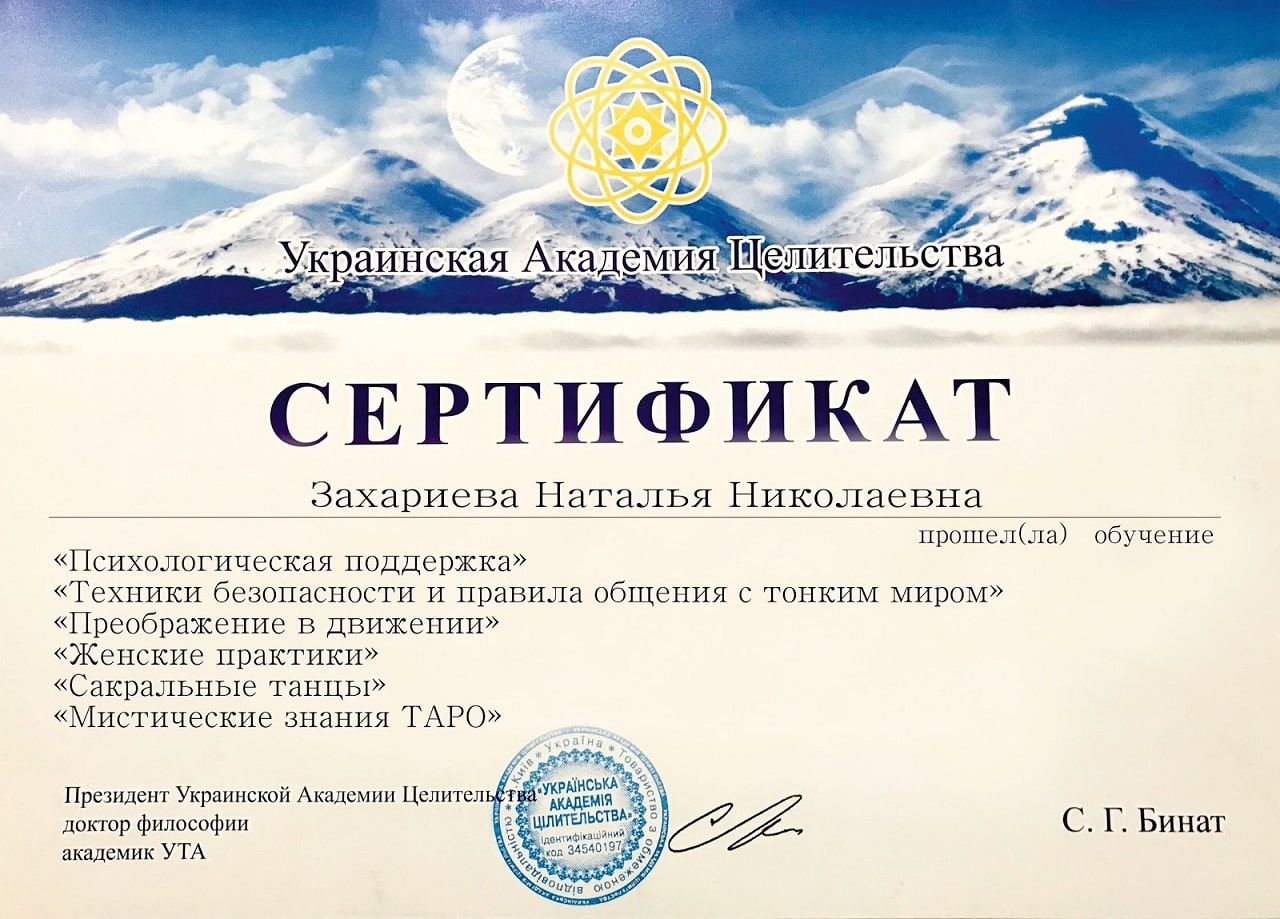 Украинская Академия Целительства
СЕРТИФИКАТ
Захариева Наталья Николаевна
прошел(ла) обучение
«Психологическая поддержка»
«Техники безопасности и правила общения с тонким миром»
«Преображение в движении»
«Женские практики»
«Сакральные танцы»
«Мистические знания ТАРО»
Президент Украинской Академии Целительства
доктор философии
академик УТА
* Київ * Україна * Товариство з обмеженою відповідальністю
«УКРАЇНСЬКА
АКАДЕМІЯ
ЦІЛИТЕЛЬСТВА»
Ідентифікаційний
код 34540197
С. Г. Бинат